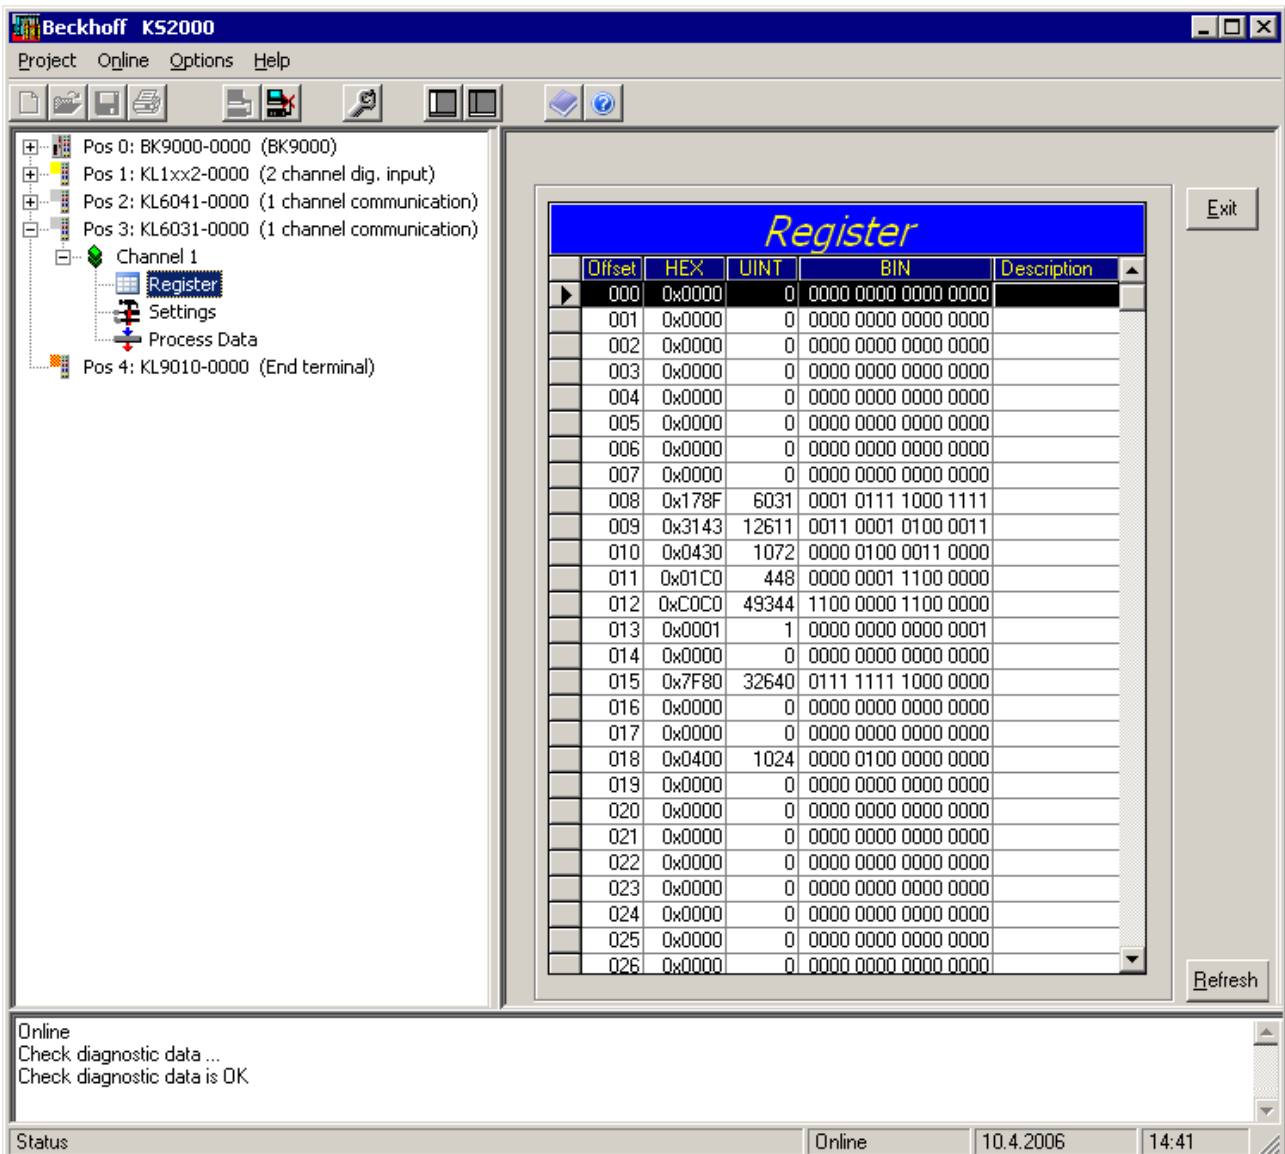 Beckhoff KS2000
Project Online Options Help
Pos 0: BK9000-0000 (BK9000)
Pos 1: KL1xx2-0000 (2 channel dig. input)
Pos 2: KL6041-0000 (1 channel communication)
Pos 3: KL6031-0000 (1 channel communication)
Channel 1
Register
Settings
Process Data
Pos 4: KL9010-0000 (End terminal)
Register
Offset HEX UINT BIN Description
000 0x0000 0 0000 0000 0000 0000
001 0x0000 0 0000 0000 0000 0000
002 0x0000 0 0000 0000 0000 0000
003 0x0000 0 0000 0000 0000 0000
004 0x0000 0 0000 0000 0000 0000
005 0x0000 0 0000 0000 0000 0000
006 0x0000 0 0000 0000 0000 0000
007 0x0000 0 0000 0000 0000 0000
008 0x178F 6031 0001 0111 1000 1111
009 0x3143 12611 0011 0001 0100 0011
010 0x0430 1072 0000 0100 0011 0000
011 0x01C0 448 0000 0001 1100 0000
012 0xC0C0 49344 1100 0000 1100 0000
013 0x0001 1 0000 0000 0000 0001
014 0x0000 0 0000 0000 0000 0000
015 0x7F80 32640 0111 1111 1000 0000
016 0x0000 0 0000 0000 0000 0000
017 0x0000 0 0000 0000 0000 0000
018 0x0400 1024 0000 0100 0000 0000
019 0x0000 0 0000 0000 0000 0000
020 0x0000 0 0000 0000 0000 0000
021 0x0000 0 0000 0000 0000 0000
022 0x0000 0 0000 0000 0000 0000
023 0x0000 0 0000 0000 0000 0000
024 0x0000 0 0000 0000 0000 0000
025 0x0000 0 0000 0000 0000 0000
026 0x0000 0 0000 0000 0000 0000
Exit
Refresh
Online
Check diagnostic data ...
Check diagnostic data is OK
Status Online 10.4.2006 14:41